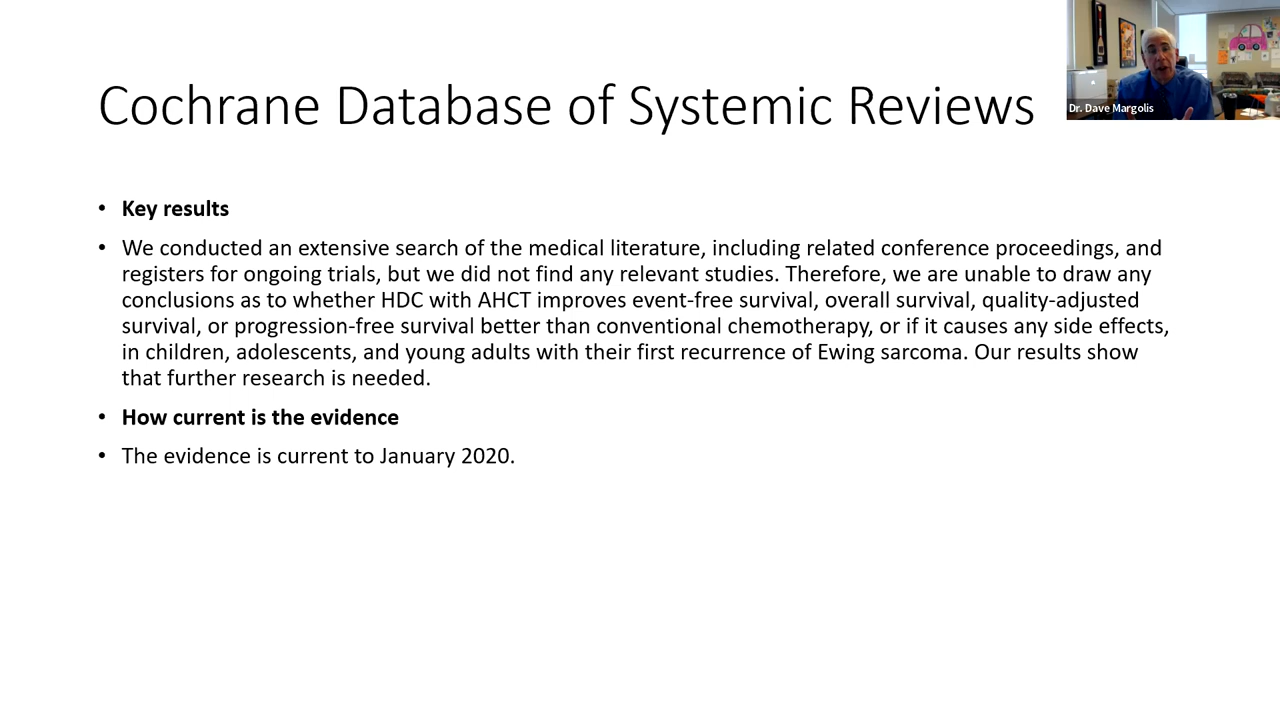 Cochrane Database of Systemic Reviews
Dr. Dave Margolis
• Key results
• We conducted an extensive search of the medical literature, including related conference proceedings, and
registers for ongoing trials, but we did not find any relevant studies. Therefore, we are unable to draw any
conclusions as to whether HDC with AHCT improves event-free survival, overall survival, quality-adjusted
survival, or progression-free survival better than conventional chemotherapy, or if it causes any side effects,
in children, adolescents, and young adults with their first recurrence of Ewing sarcoma. Our results show
that further research is needed.
• How current is the evidence
• The evidence is current to January 2020.